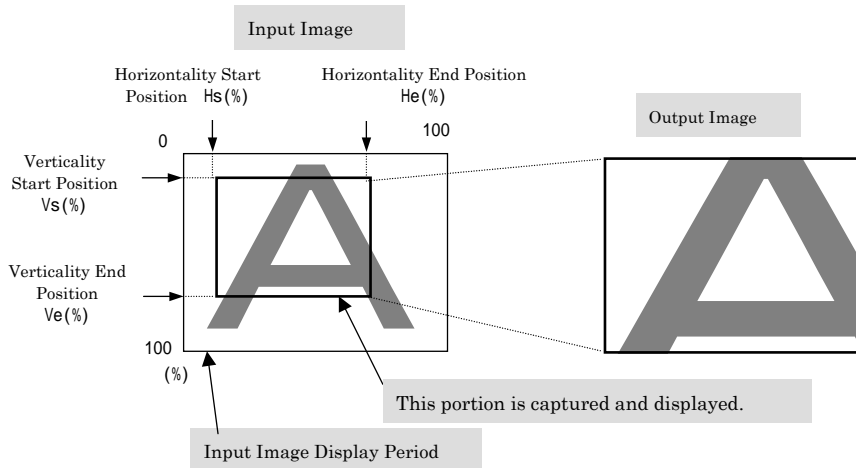 Input Image
Horizontality Start
Position Hs(%)
Horizontality End Position
He(%)
0
100
Output Image
Verticality
Start Position
Vs(%)
Verticality End
Position
Ve(%)
100
(%)
This portion is captured and displayed.
Input Image Display Period